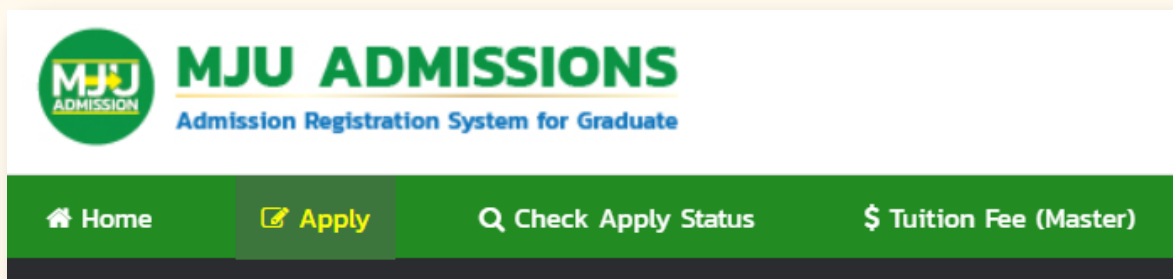 MJU
ADMISSION
MJU ADMISSIONS
Admission Registration System for Graduate
Home Apply Check Apply Status $ Tuition Fee (Master)